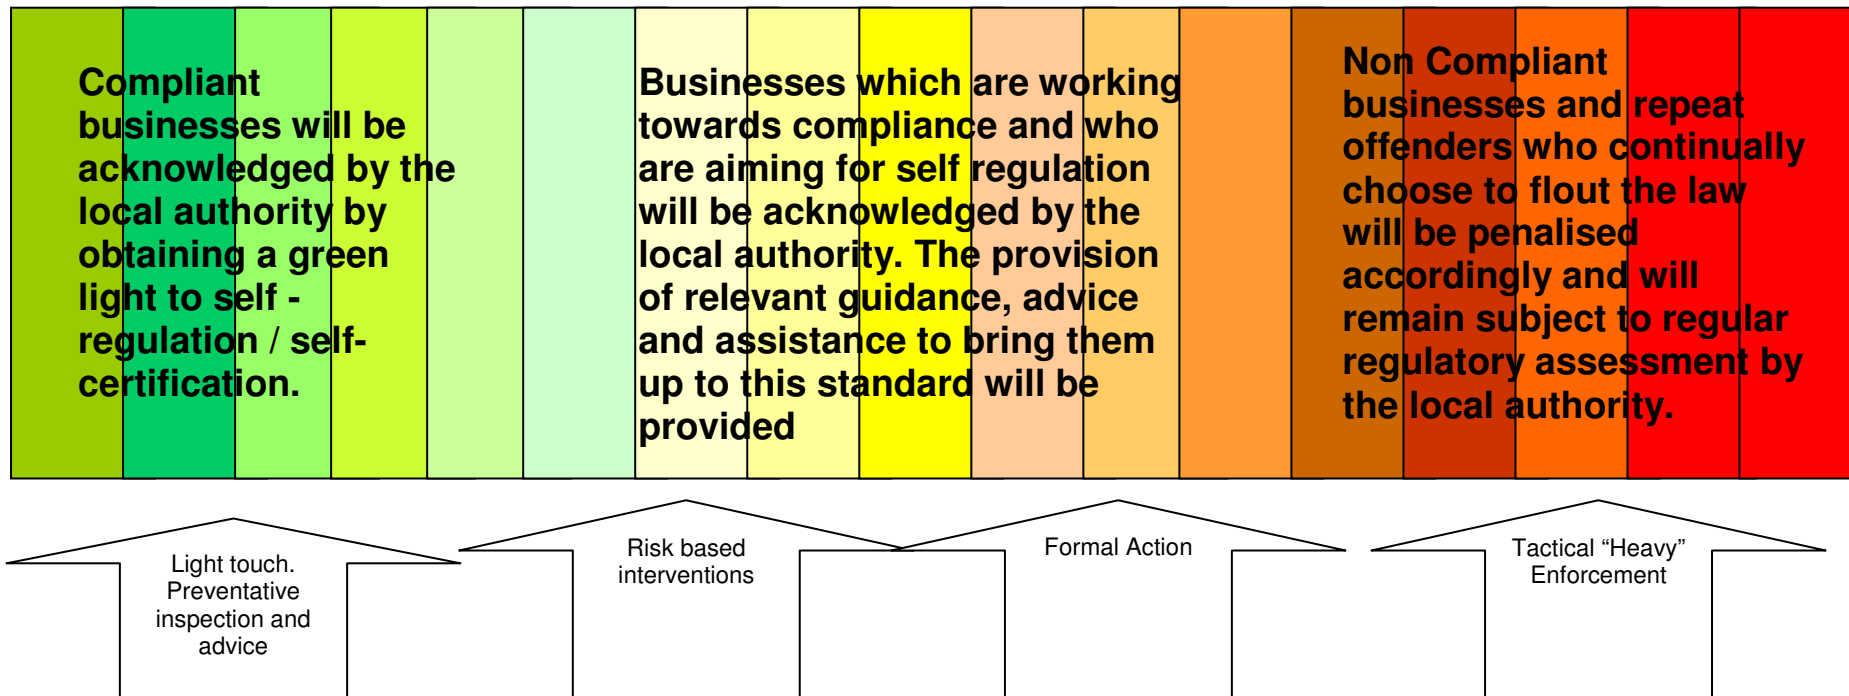 Compliant
businesses will be
acknowledged by the
local authority by
obtaining a green
light to self -
regulation / self-
certification.
Businesses which are working
towards compliance and who
are aiming for self regulation
will be acknowledged by the
local authority. The provision
of relevant guidance, advice
and assistance to bring them
up to this standard will be
provided
Non Compliant
businesses and repeat
offenders who continually
choose to flout the law
will be penalised
accordingly and will
remain subject to regular
regulatory assessment by
the local authority.
Light touch.
Preventative
inspection and
advice
Risk based
interventions
Formal Action
Tactical “Heavy”
Enforcement